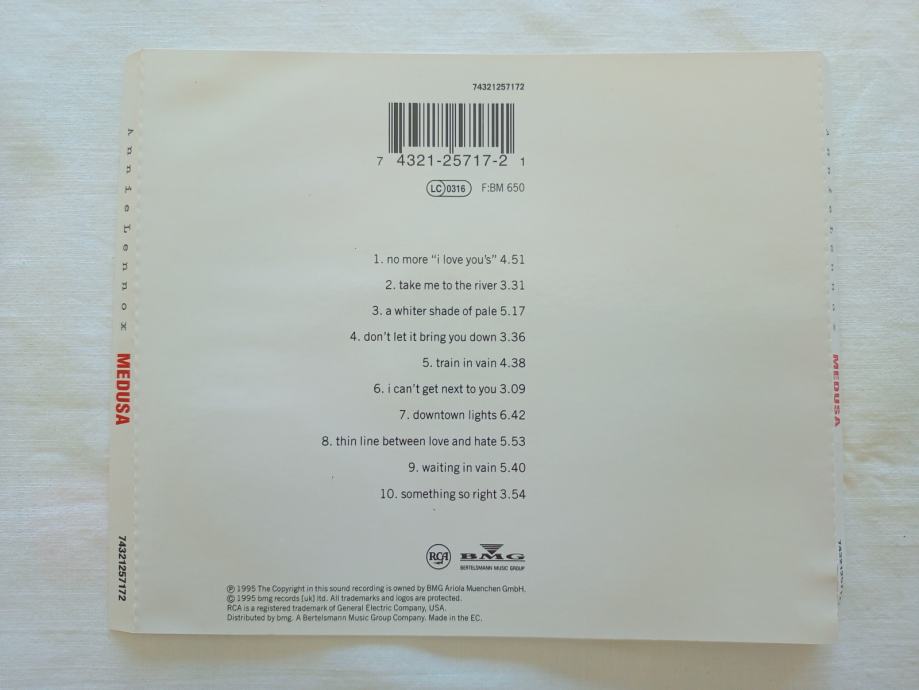 74321257172
7 4321-25717-2 1
LC 0316 F:BM 650
1. no more “i love you's” 4.51
2. take me to the river 3.31
3. a whiter shade of pale 5.17
4. don't let it bring you down 3.36
5. train in vain 4.38
6. i can't get next to you 3.09
7. downtown lights 6.42
8. thin line between love and hate 5.53
9. waiting in vain 5.40
10. something so right 3.54
RCA BMG
BERTELSMANN MUSIC GROUP
℗ 1995 The Copyright in this sound recording is owned by BMG Ariola Muenchen GmbH.
© 1995 bmg records [uk] ltd. All trademarks and logos are protected.
RCA is a registered trademark of General Electric Company, USA.
Distributed by bmg. A Bertelsmann Music Group Company. Made in the EC.
Annie Lennox MEDUSA 74321257172
MEDUSA